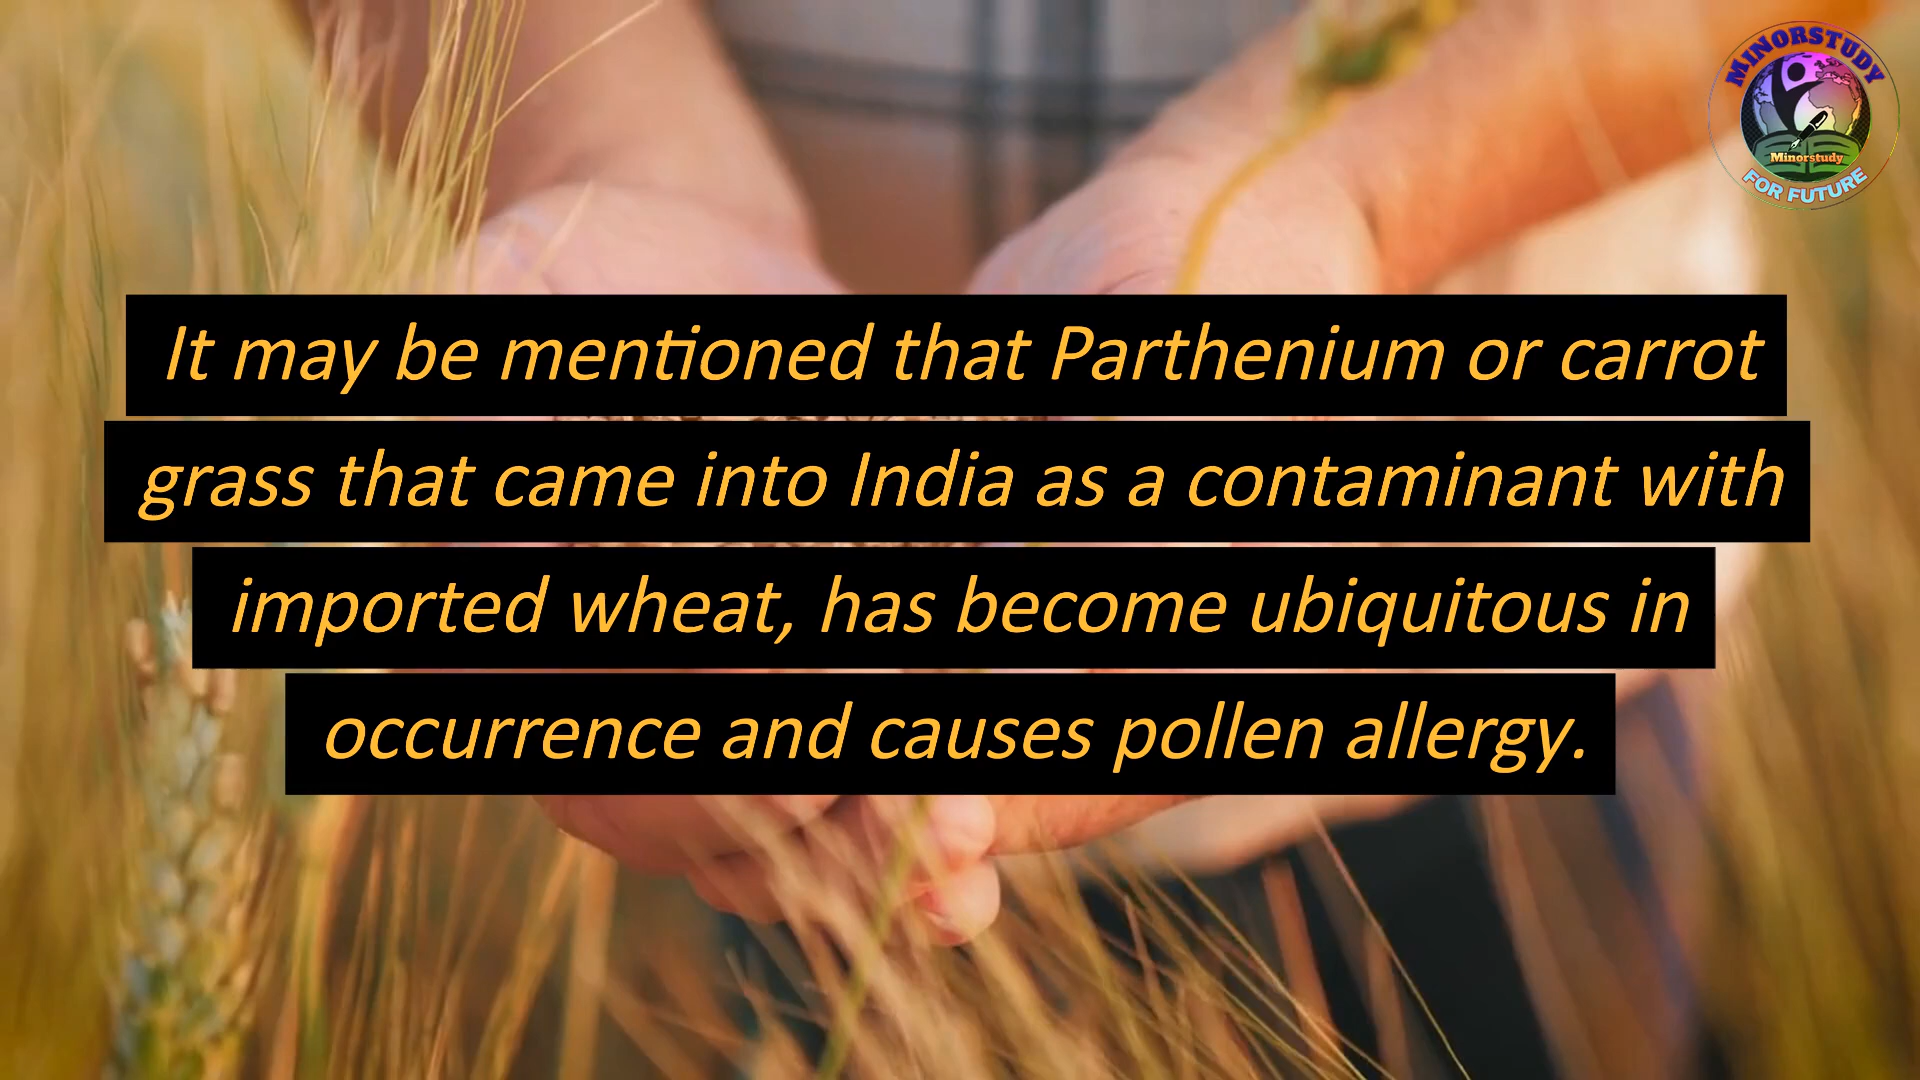 MINORSTUDY
Minorstudy
FOR FUTURE
It may be mentioned that Parthenium or carrot
grass that came into India as a contaminant with
imported wheat, has become ubiquitous in
occurrence and causes pollen allergy.